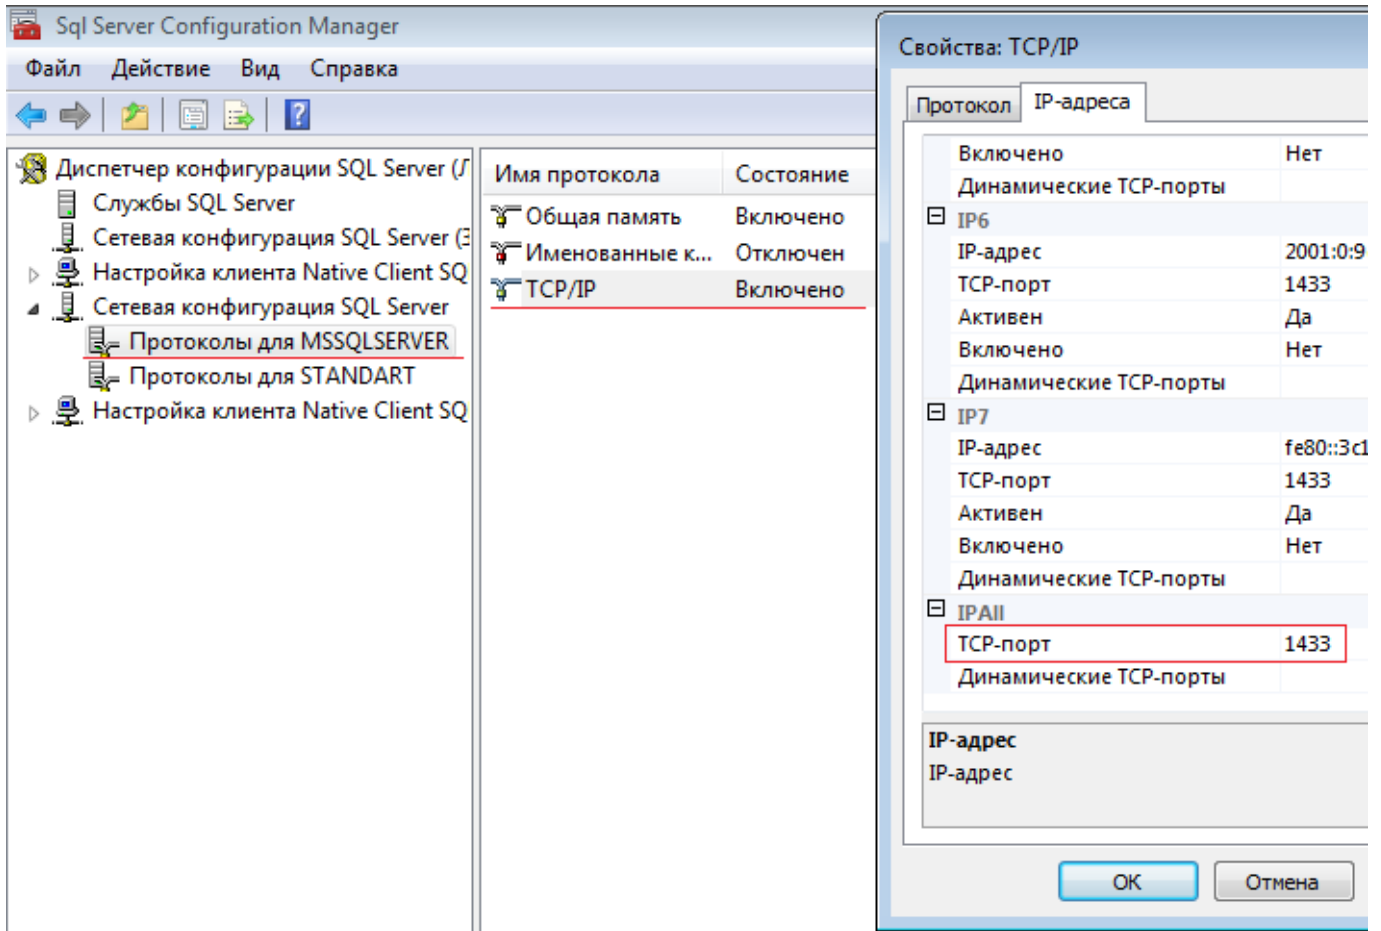 Sql Server Configuration Manager
Файл Действие Вид Справка
Диспетчер конфигурации SQL Server (Л
Службы SQL Server
Сетевая конфигурация SQL Server (3
Настройка клиента Native Client SQ
Сетевая конфигурация SQL Server
Протоколы для MSSQLSERVER
Протоколы для STANDART
Настройка клиента Native Client SQ
Имя протокола Состояние
Общая память Включено
Именованные к... Отключен
TCP/IP Включено
Свойства: TCP/IP
Протокол IP-адреса
Включено Нет
Динамические TCP-порты
IP6
IP-адрес 2001:0:9
TCP-порт 1433
Активен Да
Включено Нет
Динамические TCP-порты
IP7
IP-адрес fe80::3c1
TCP-порт 1433
Активен Да
Включено Нет
Динамические TCP-порты
IPAll
TCP-порт 1433
Динамические TCP-порты
IP-адрес
IP-адрес
OK Отмена